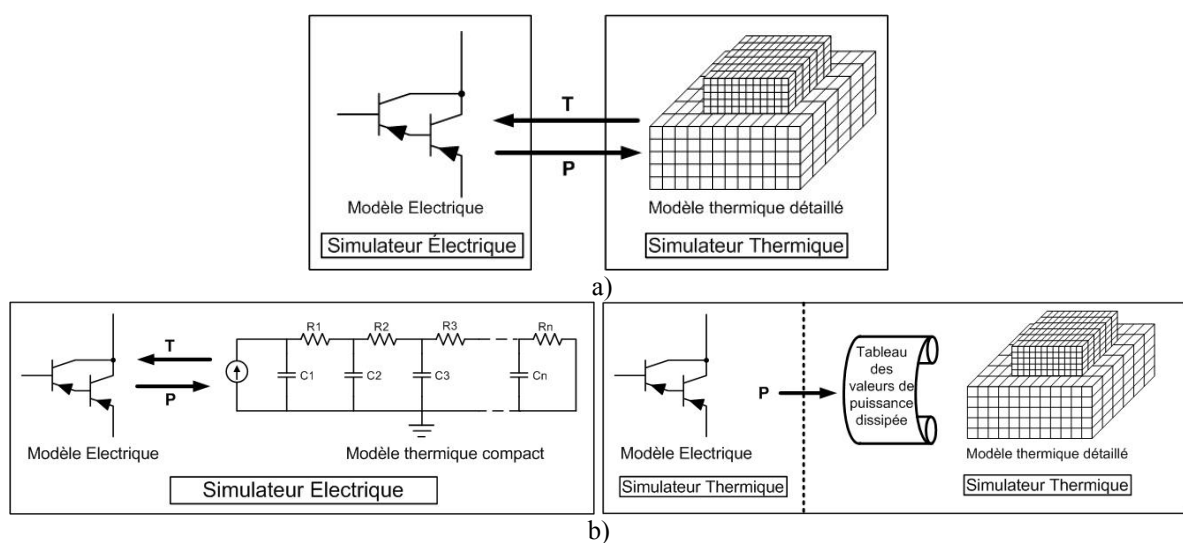 T
P
Modèle Electrique
Modèle thermique détaillé
Simulateur Électrique
Simulateur Thermique
a)
T
P
R1
R2
R3
Rn
C1
C2
C3
Cn
Modèle Electrique
Modèle thermique compact
Simulateur Electrique
P
Tableau
des
valeurs de
puissance
dissipée
Modèle Electrique
Modèle thermique détaillé
Simulateur Thermique
Simulateur Thermique
b)